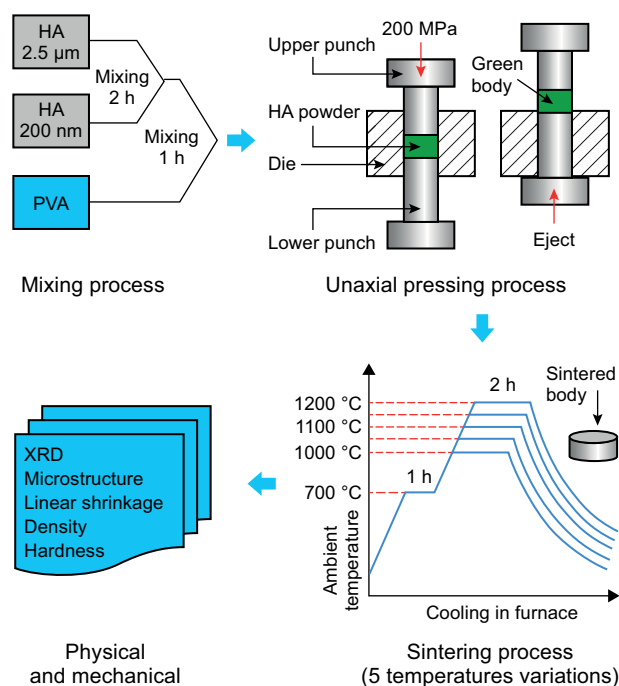 HA
2.5 µm
HA
200 nm
PVA
Mixing
2 h
Mixing
1 h
Mixing process
200 MPa
Upper punch
HA powder
Die
Lower punch
Green
body
Eject
Unaxial pressing process
1200 °C
1100 °C
1000 °C
700 °C
1 h
2 h
Sintered
body
Ambient
temperature
Cooling in furnace
Sintering process
(5 temperatures variations)
XRD
Microstructure
Linear shrinkage
Density
Hardness
Physical
and mechanical